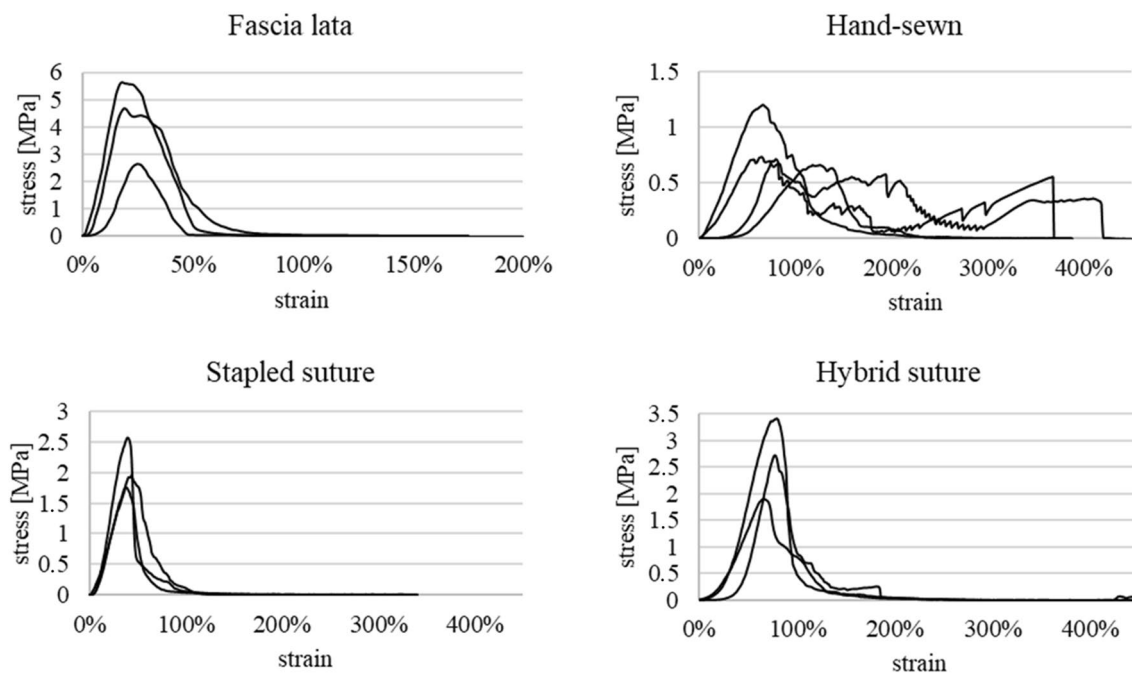 Fascia lata
6
5
4
3
2
1
0
stress [MPa]
0% 50% 100% 150% 200%
strain
Hand-sewn
1.5
1
0.5
0
stress [MPa]
0% 100% 200% 300% 400%
strain
Stapled suture
3
2.5
2
1.5
1
0.5
0
stress [MPa]
0% 100% 200% 300% 400%
strain
Hybrid suture
3.5
3
2.5
2
1.5
1
0.5
0
stress [MPa]
0% 100% 200% 300% 400%
strain